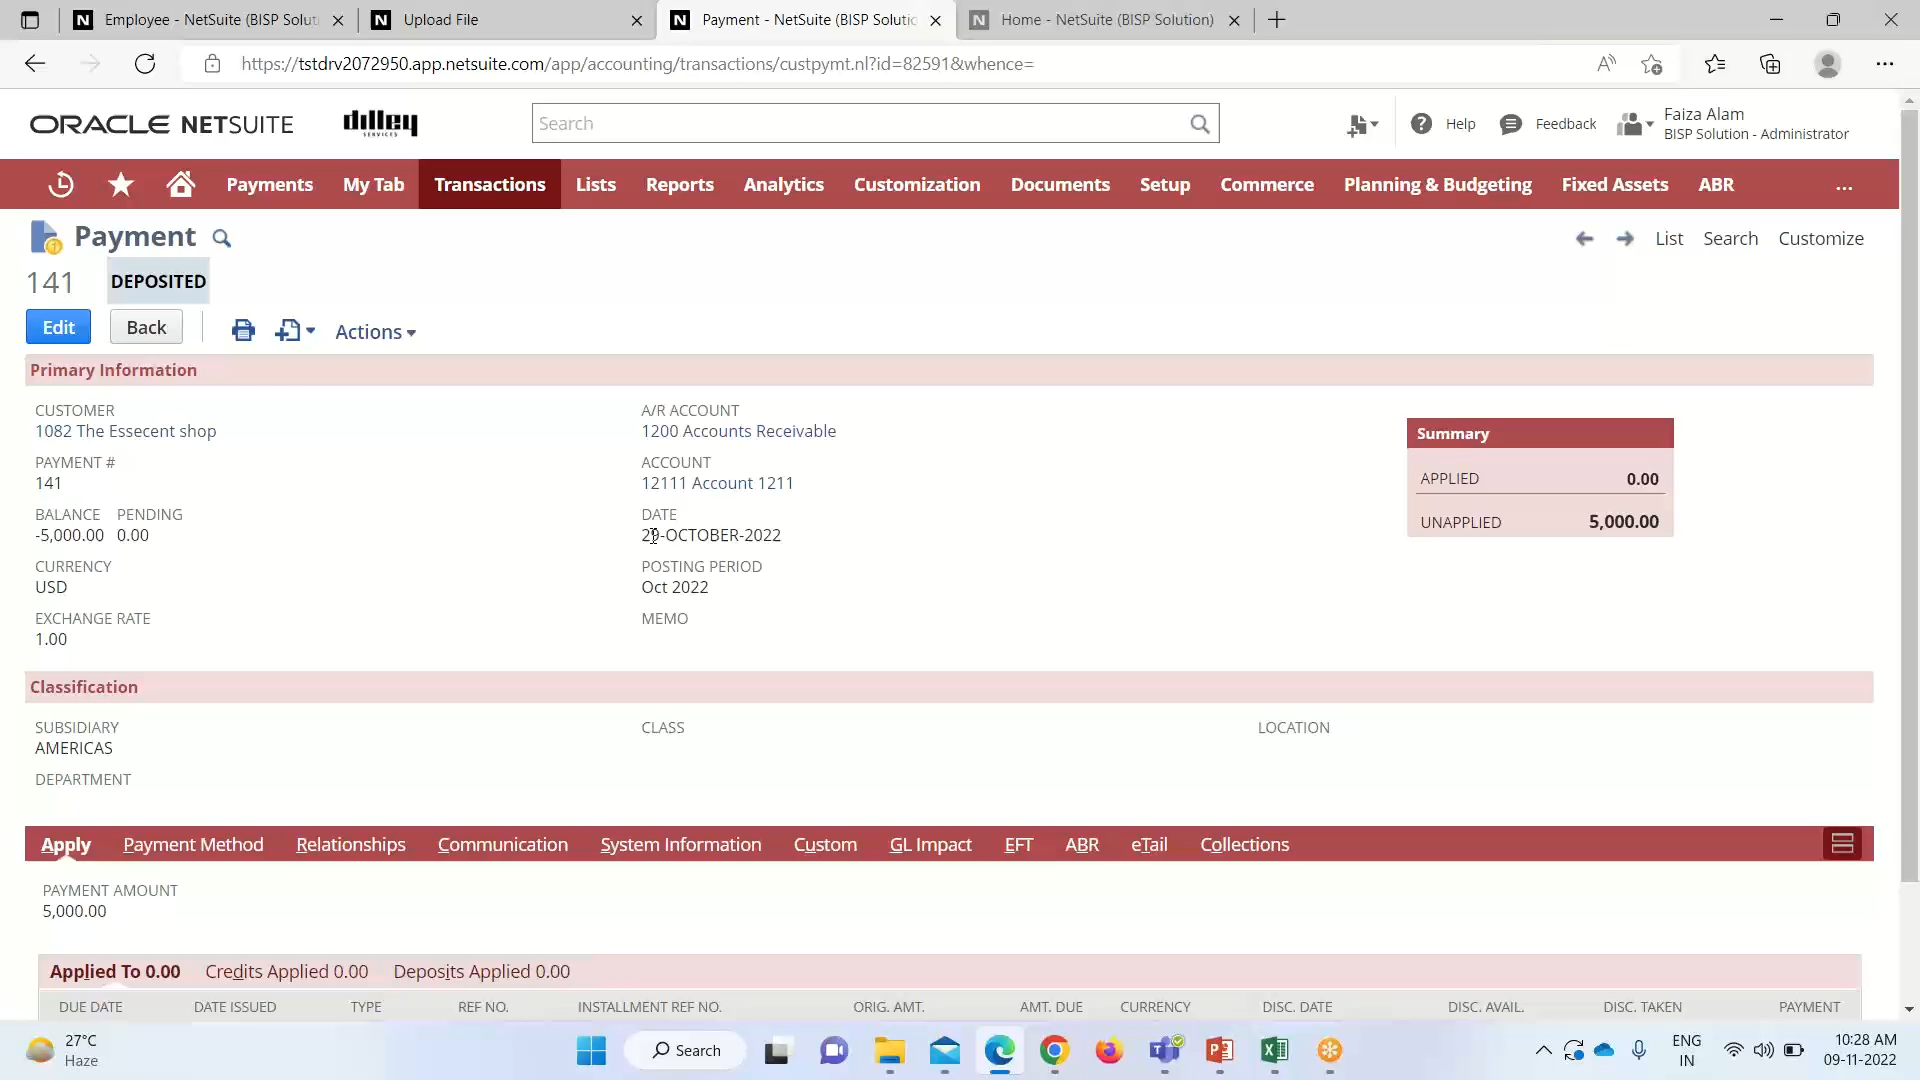 Employee - NetSuite (BISP Solut
Upload File
Payment - NetSuite (BISP Solutio
Home - NetSuite (BISP Solution)
https://tstdrv2072950.app.netsuite.com/app/accounting/transactions/custpymt.nl?id=82591&whence=
ORACLE NETSUITE
dilley
SERVICES
Search
Help
Feedback
Faiza Alam
BISP Solution - Administrator
Payments
My Tab
Transactions
Lists
Reports
Analytics
Customization
Documents
Setup
Commerce
Planning & Budgeting
Fixed Assets
ABR
...
Payment
List
Search
Customize
141
DEPOSITED
Edit
Back
Actions
Primary Information
CUSTOMER
1082 The Essecent shop
PAYMENT #
141
BALANCE PENDING
-5,000.00 0.00
CURRENCY
USD
EXCHANGE RATE
1.00
A/R ACCOUNT
1200 Accounts Receivable
ACCOUNT
12111 Account 1211
DATE
29-OCTOBER-2022
POSTING PERIOD
Oct 2022
MEMO
Summary
APPLIED 0.00
UNAPPLIED 5,000.00
Classification
SUBSIDIARY
AMERICAS
DEPARTMENT
CLASS
LOCATION
Apply
Payment Method
Relationships
Communication
System Information
Custom
GL Impact
EFT
ABR
eTail
Collections
PAYMENT AMOUNT
5,000.00
Applied To 0.00
Credits Applied 0.00
Deposits Applied 0.00
DUE DATE
DATE ISSUED
TYPE
REF NO.
INSTALLMENT REF NO.
ORIG. AMT.
AMT. DUE
CURRENCY
DISC. DATE
DISC. AVAIL.
DISC. TAKEN
PAYMENT
27°C
Haze
Search
ENG
IN
10:28 AM
09-11-2022